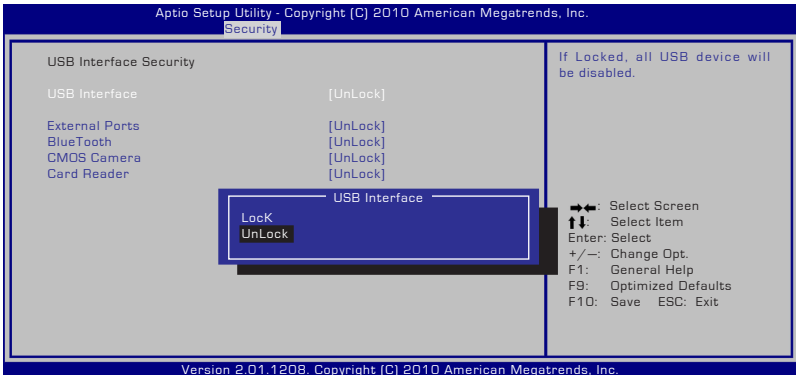 Aptio Setup Utility - Copyright (C) 2010 American Megatrends, Inc.
Security
USB Interface Security
USB Interface [UnLock]
External Ports [UnLock]
BlueTooth [UnLock]
CMOS Camera [UnLock]
Card Reader [UnLock]
USB Interface
LocK
UnLock
If Locked, all USB device will
be disabled.
→←: Select Screen
↑↓: Select Item
Enter: Select
+/—: Change Opt.
F1: General Help
F9: Optimized Defaults
F10: Save ESC: Exit
Version 2.01.1208. Copyright (C) 2010 American Megatrends, Inc.